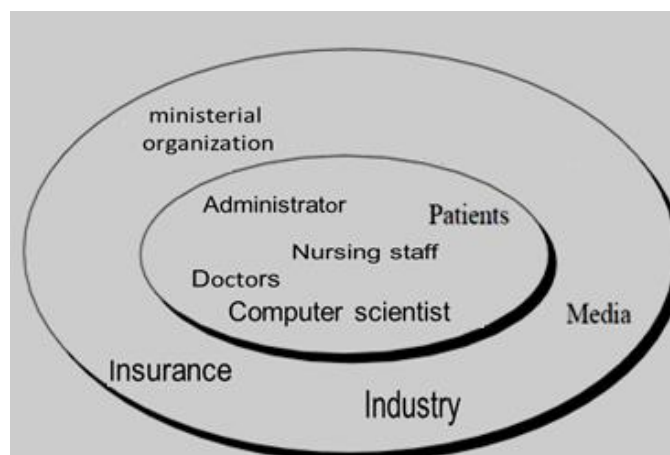 ministerial
organization
Administrator
Patients
Nursing staff
Doctors
Computer scientist
Media
Insurance
Industry